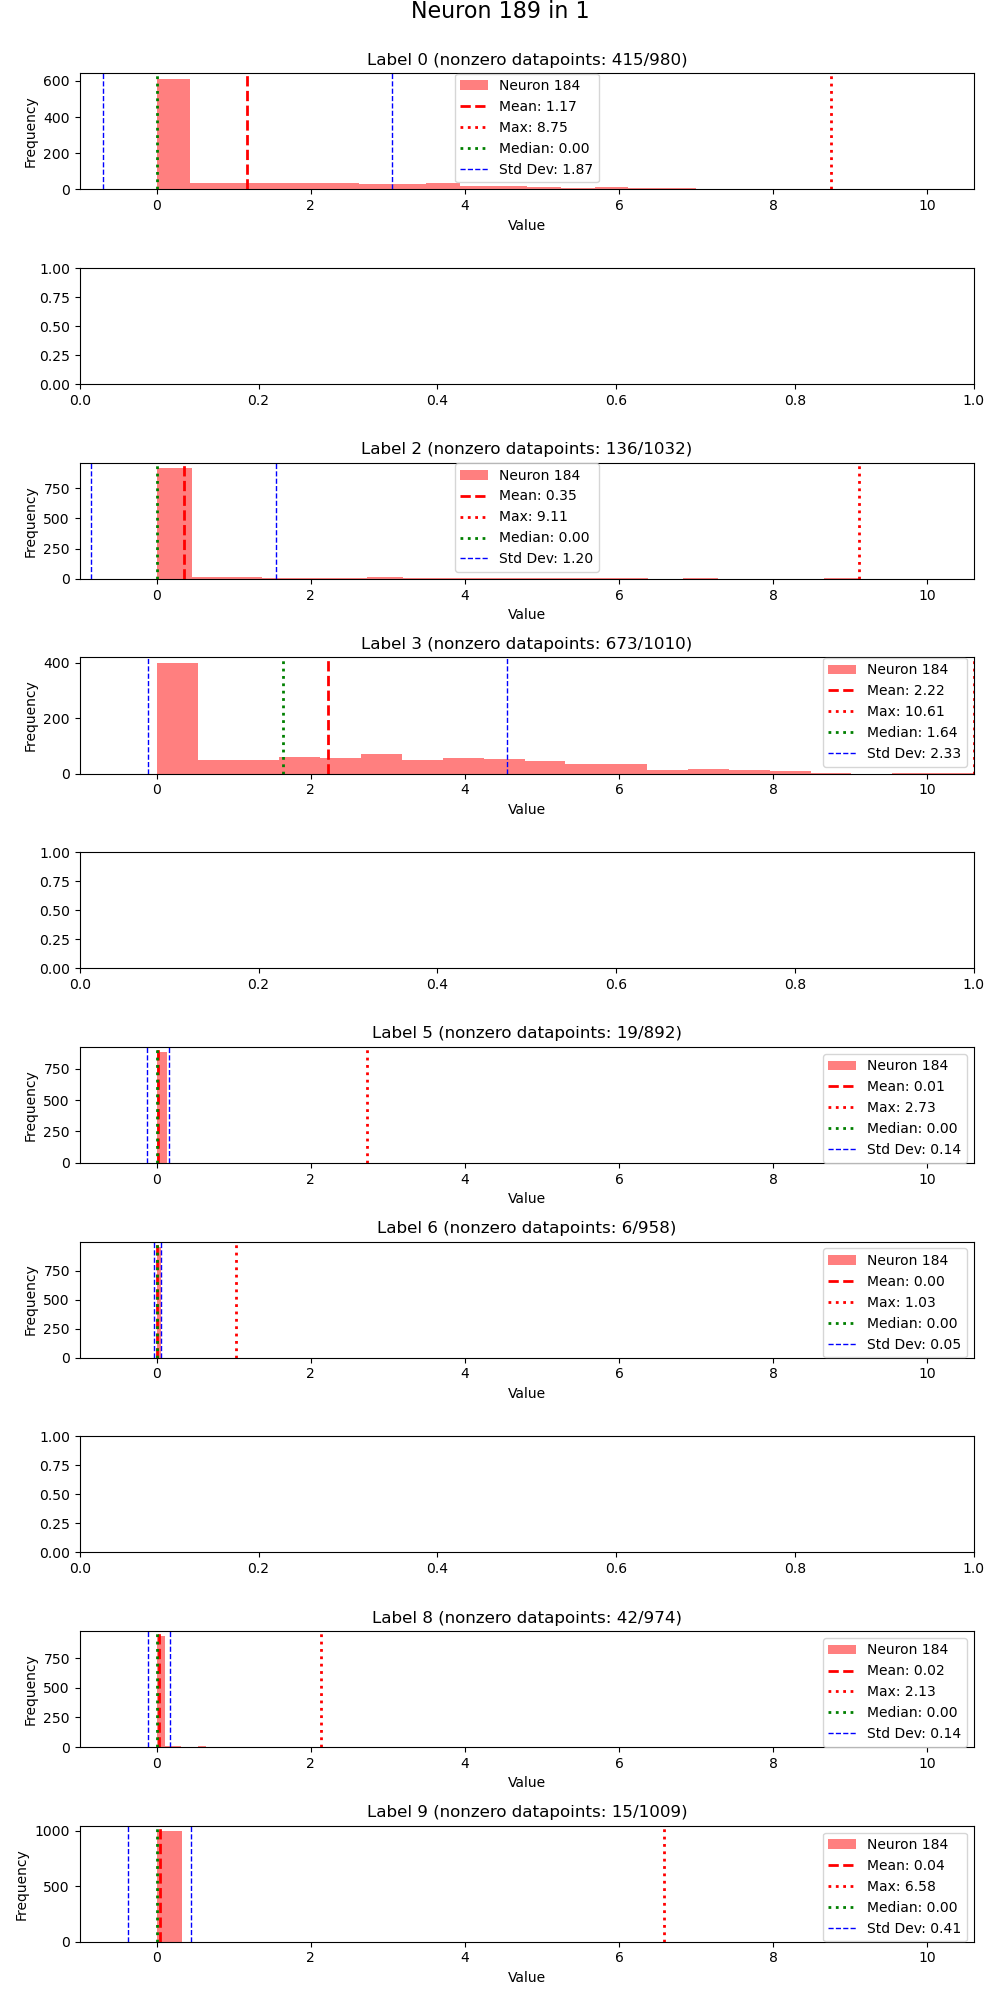 Neuron 189 in 1
Label 0 (nonzero datapoints: 415/980)
Frequency
600
400
200
0
Neuron 184
Mean: 1.17
Max: 8.75
Median: 0.00
Std Dev: 1.87
0 2 4 6 8 10
Value
1.00
0.75
0.50
0.25
0.00
0.0 0.2 0.4 0.6 0.8 1.0
Label 2 (nonzero datapoints: 136/1032)
Frequency
750
500
250
0
Neuron 184
Mean: 0.35
Max: 9.11
Median: 0.00
Std Dev: 1.20
0 2 4 6 8 10
Value
Label 3 (nonzero datapoints: 673/1010)
Frequency
400
200
0
Neuron 184
Mean: 2.22
Max: 10.61
Median: 1.64
Std Dev: 2.33
0 2 4 6 8 10
Value
1.00
0.75
0.50
0.25
0.00
0.0 0.2 0.4 0.6 0.8 1.0
Label 5 (nonzero datapoints: 19/892)
Frequency
750
500
250
0
Neuron 184
Mean: 0.01
Max: 2.73
Median: 0.00
Std Dev: 0.14
0 2 4 6 8 10
Value
Label 6 (nonzero datapoints: 6/958)
Frequency
750
500
250
0
Neuron 184
Mean: 0.00
Max: 1.03
Median: 0.00
Std Dev: 0.05
0 2 4 6 8 10
Value
1.00
0.75
0.50
0.25
0.00
0.0 0.2 0.4 0.6 0.8 1.0
Label 8 (nonzero datapoints: 42/974)
Frequency
750
500
250
0
Neuron 184
Mean: 0.02
Max: 2.13
Median: 0.00
Std Dev: 0.14
0 2 4 6 8 10
Value
Label 9 (nonzero datapoints: 15/1009)
Frequency
1000
500
0
Neuron 184
Mean: 0.04
Max: 6.58
Median: 0.00
Std Dev: 0.41
0 2 4 6 8 10
Value